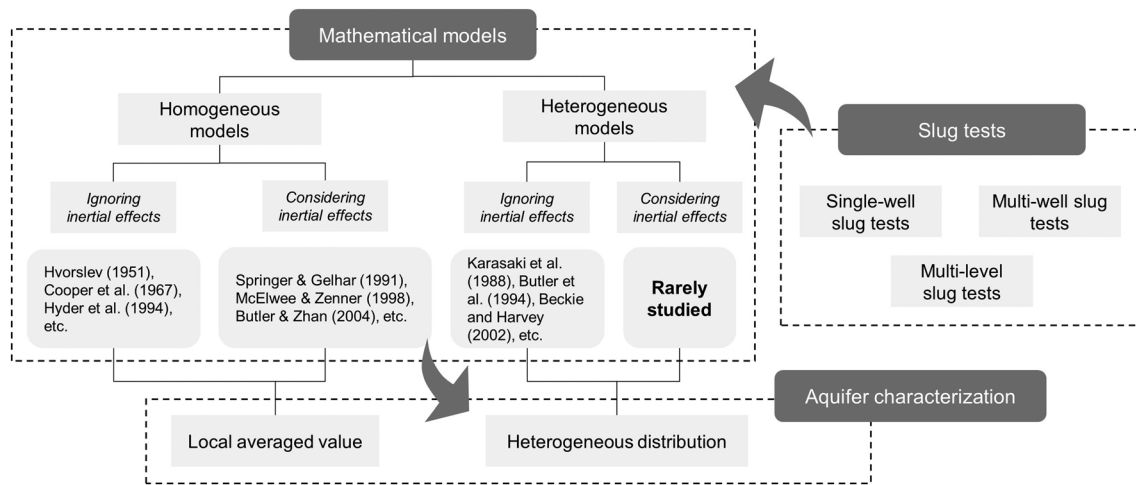 Mathematical models
Homogeneous
models
Heterogeneous
models
Ignoring
inertial effects
Considering
inertial effects
Ignoring
inertial effects
Considering
inertial effects
Hvorslev (1951),
Cooper et al. (1967),
Hyder et al. (1994),
etc.
Springer & Gelhar (1991),
McElwee & Zenner (1998),
Butler & Zhan (2004), etc.
Karasaki et al.
(1988), Butler et
al. (1994), Beckie
and Harvey
(2002), etc.
Rarely
studied
Slug tests
Single-well
slug tests
Multi-well slug
tests
Multi-level
slug tests
Aquifer characterization
Local averaged value
Heterogeneous distribution